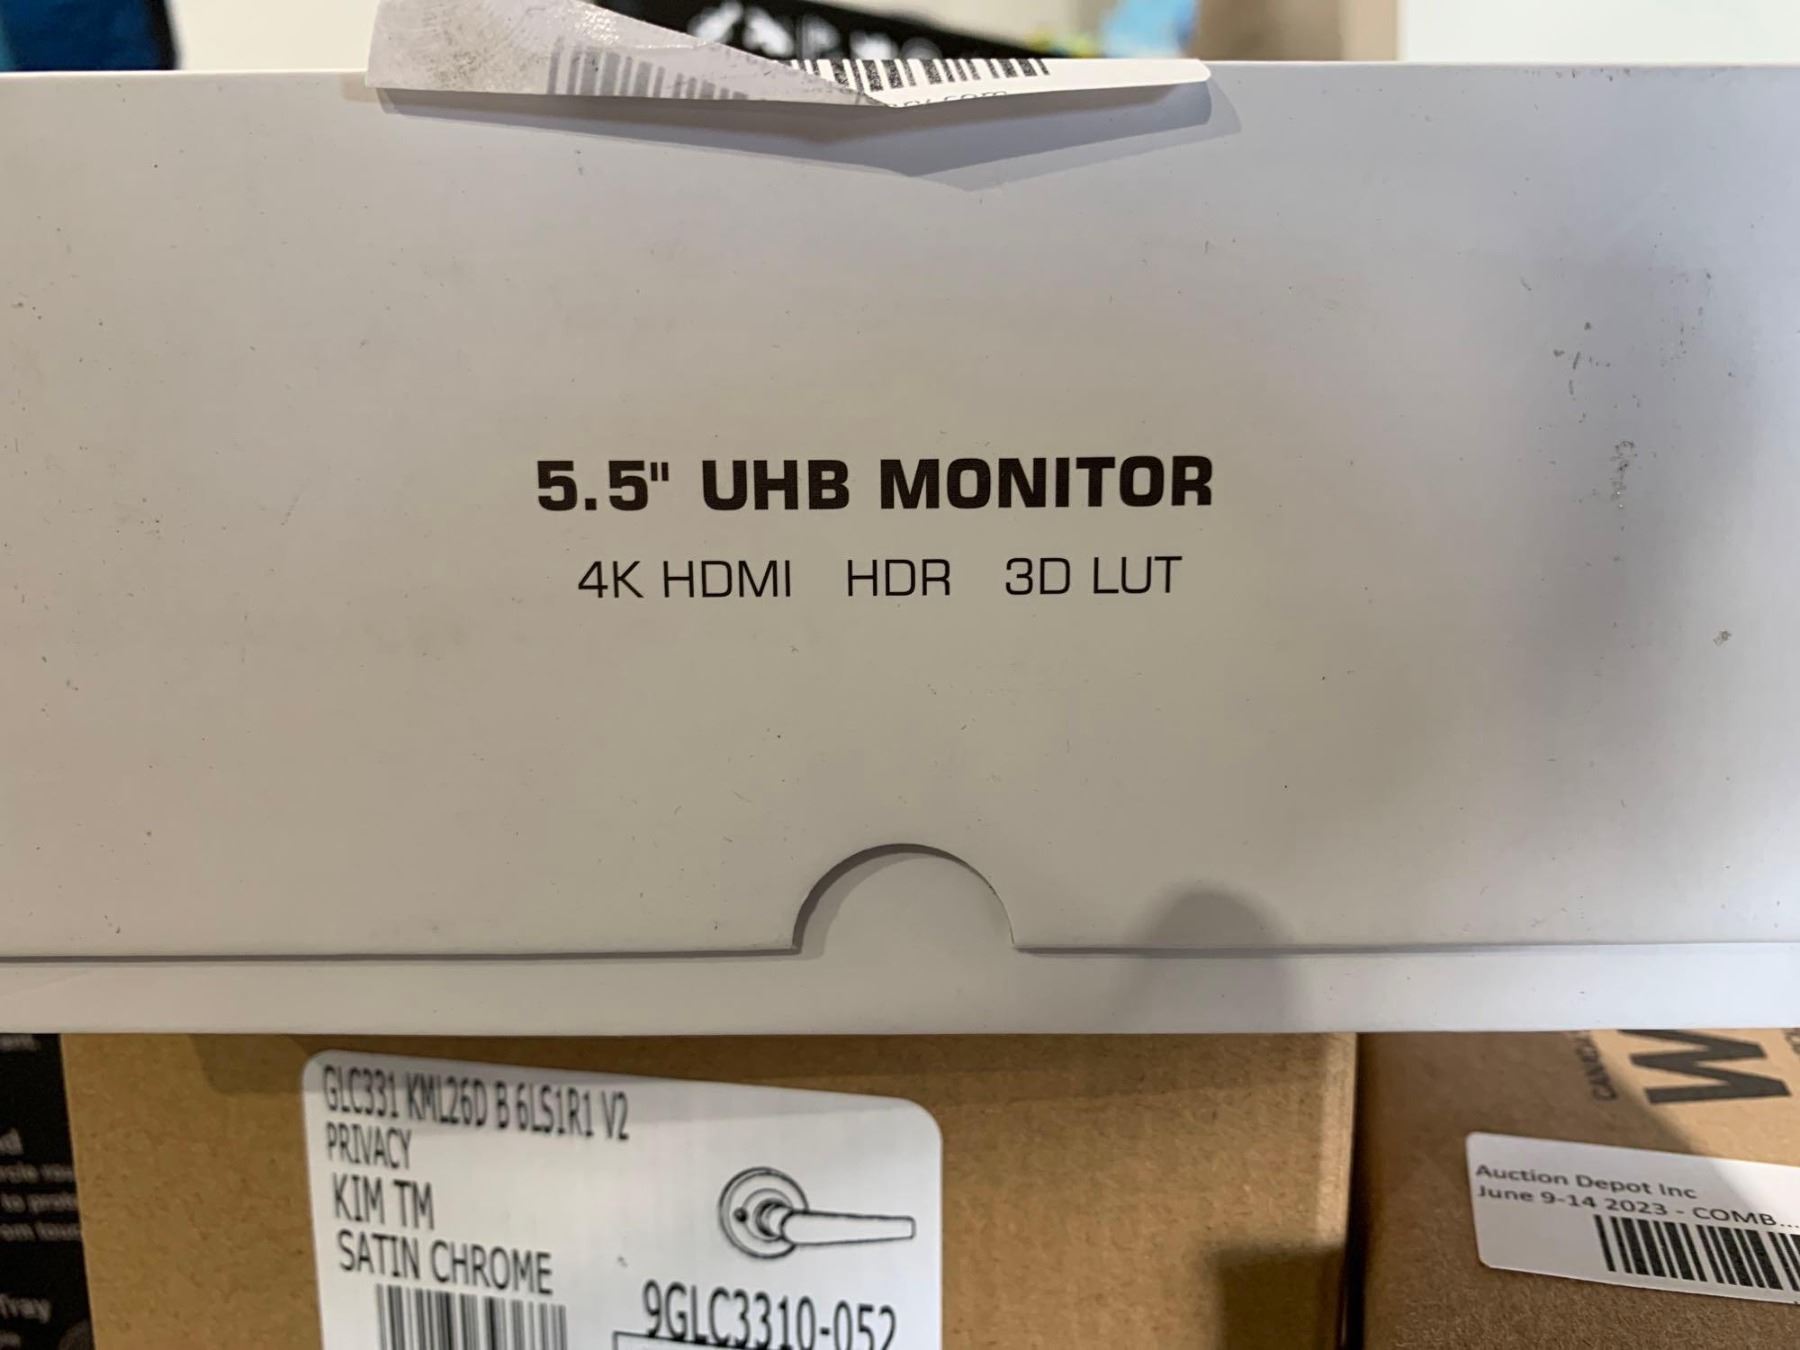 5.5" UHB MONITOR
4K HDMI HDR 3D LUT
GLC331 KML26D B 6LS1R1 V2
PRIVACY
KIM TM
SATIN CHROME
9GLC3310-052
W
Auction Depot Inc
June 9-14 2023 - COMB...